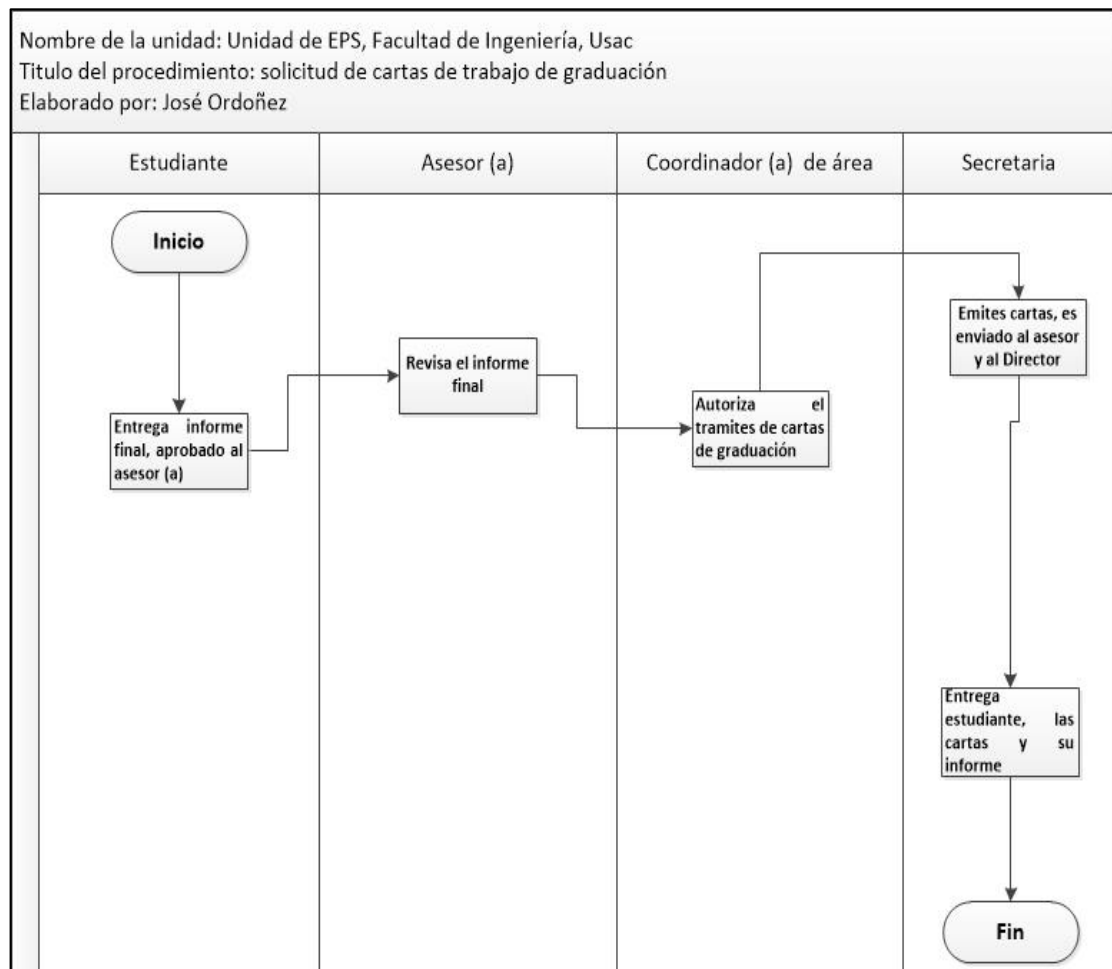 Nombre de la unidad: Unidad de EPS, Facultad de Ingeniería, Usac
Titulo del procedimiento: solicitud de cartas de trabajo de graduación
Elaborado por: José Ordoñez
Estudiante
Asesor (a)
Coordinador (a) de área
Secretaria
Inicio
Entrega informe
final, aprobado al
asesor (a)
Revisa el informe
final
Autoriza el
tramites de cartas
de graduación
Emites cartas, es
enviado al asesor
y al Director
Entrega
estudiante, las
cartas y su
informe
Fin